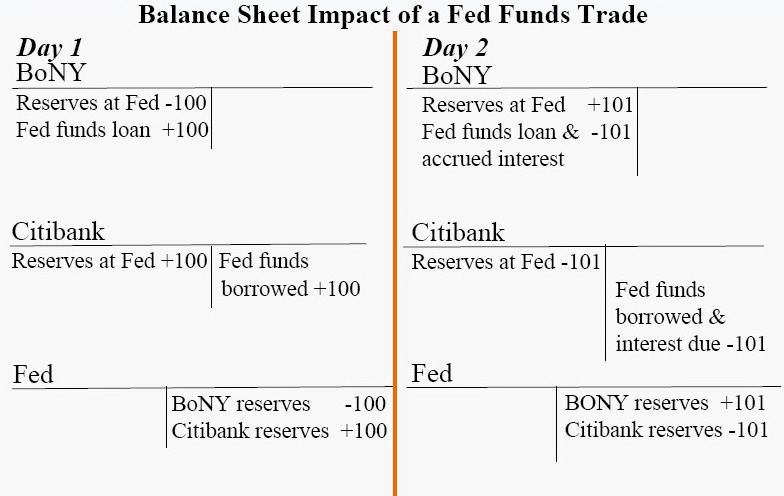 Balance Sheet Impact of a Fed Funds Trade
Day 1
BoNY
Reserves at Fed -100
Fed funds loan +100
Citibank
Reserves at Fed +100
Fed funds
borrowed +100
Fed
BoNY reserves -100
Citibank reserves +100
Day 2
BoNY
Reserves at Fed +101
Fed funds loan & -101
accrued interest
Citibank
Reserves at Fed -101
Fed funds
borrowed &
interest due -101
Fed
BONY reserves +101
Citibank reserves -101